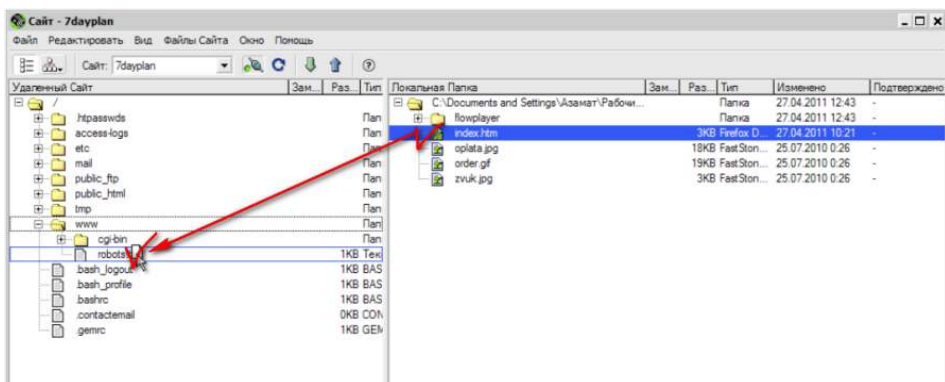 Сайт - 7dayplan
Файл Редактировать Вид Файлы Сайта Окно Помощь
Сайт: 7dayplan
Удаленный Сайт Зам... Раз... Тип Локальная Папка Зам... Раз... Тип Изменено Подтверждено
/ C:\Documents and Settings\Азамат\Рабочи... Папка 27.04.2011 12:43 -
.htpasswds Пап flowplayer Папка 27.04.2011 12:43 -
access-logs Пап index.htm 3KB Firefox D... 27.04.2011 10:21 -
etc Пап oplata.jpg 18KB FastSton... 25.07.2010 0:26 -
mail Пап order.gif 19KB FastSton... 25.07.2010 0:26 -
public_ftp Пап zvuk.jpg 3KB FastSton... 25.07.2010 0:26 -
public_html Пап
tmp Пап
www Пап
cgi-bin Пап
robots 1KB Тек
.bash_logout 1KB BAS
.bash_profile 1KB BAS
.bashrc 1KB BAS
.contactemail 0KB CON
.gemrc 1KB GEM